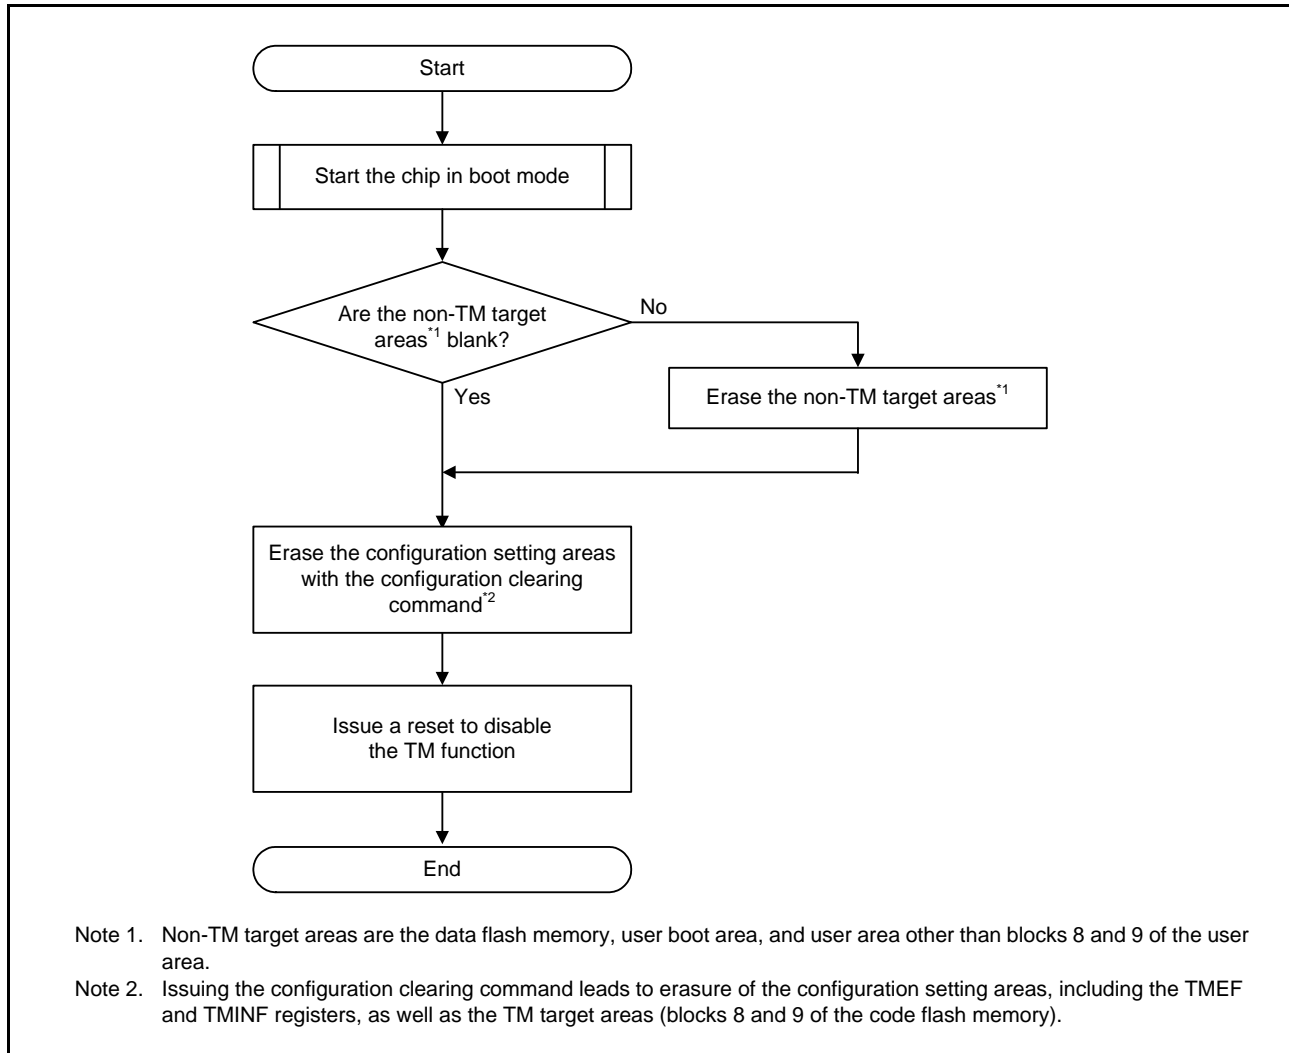 Start
Start the chip in boot mode
Are the non-TM target
areas*1 blank?
No
Yes
Erase the non-TM target areas*1
Erase the configuration setting areas
with the configuration clearing
command*2
Issue a reset to disable
the TM function
End
Note 1. Non-TM target areas are the data flash memory, user boot area, and user area other than blocks 8 and 9 of the user
area.
Note 2. Issuing the configuration clearing command leads to erasure of the configuration setting areas, including the TMEF
and TMINF registers, as well as the TM target areas (blocks 8 and 9 of the code flash memory).